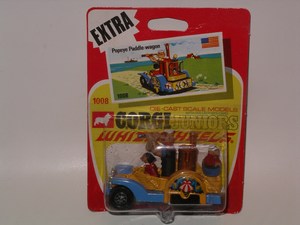 EXTRA
Popeye Paddle-wagon
1008
DIE-CAST SCALE MODELS
CORGI JUNIORS
WHIZZWHEELS